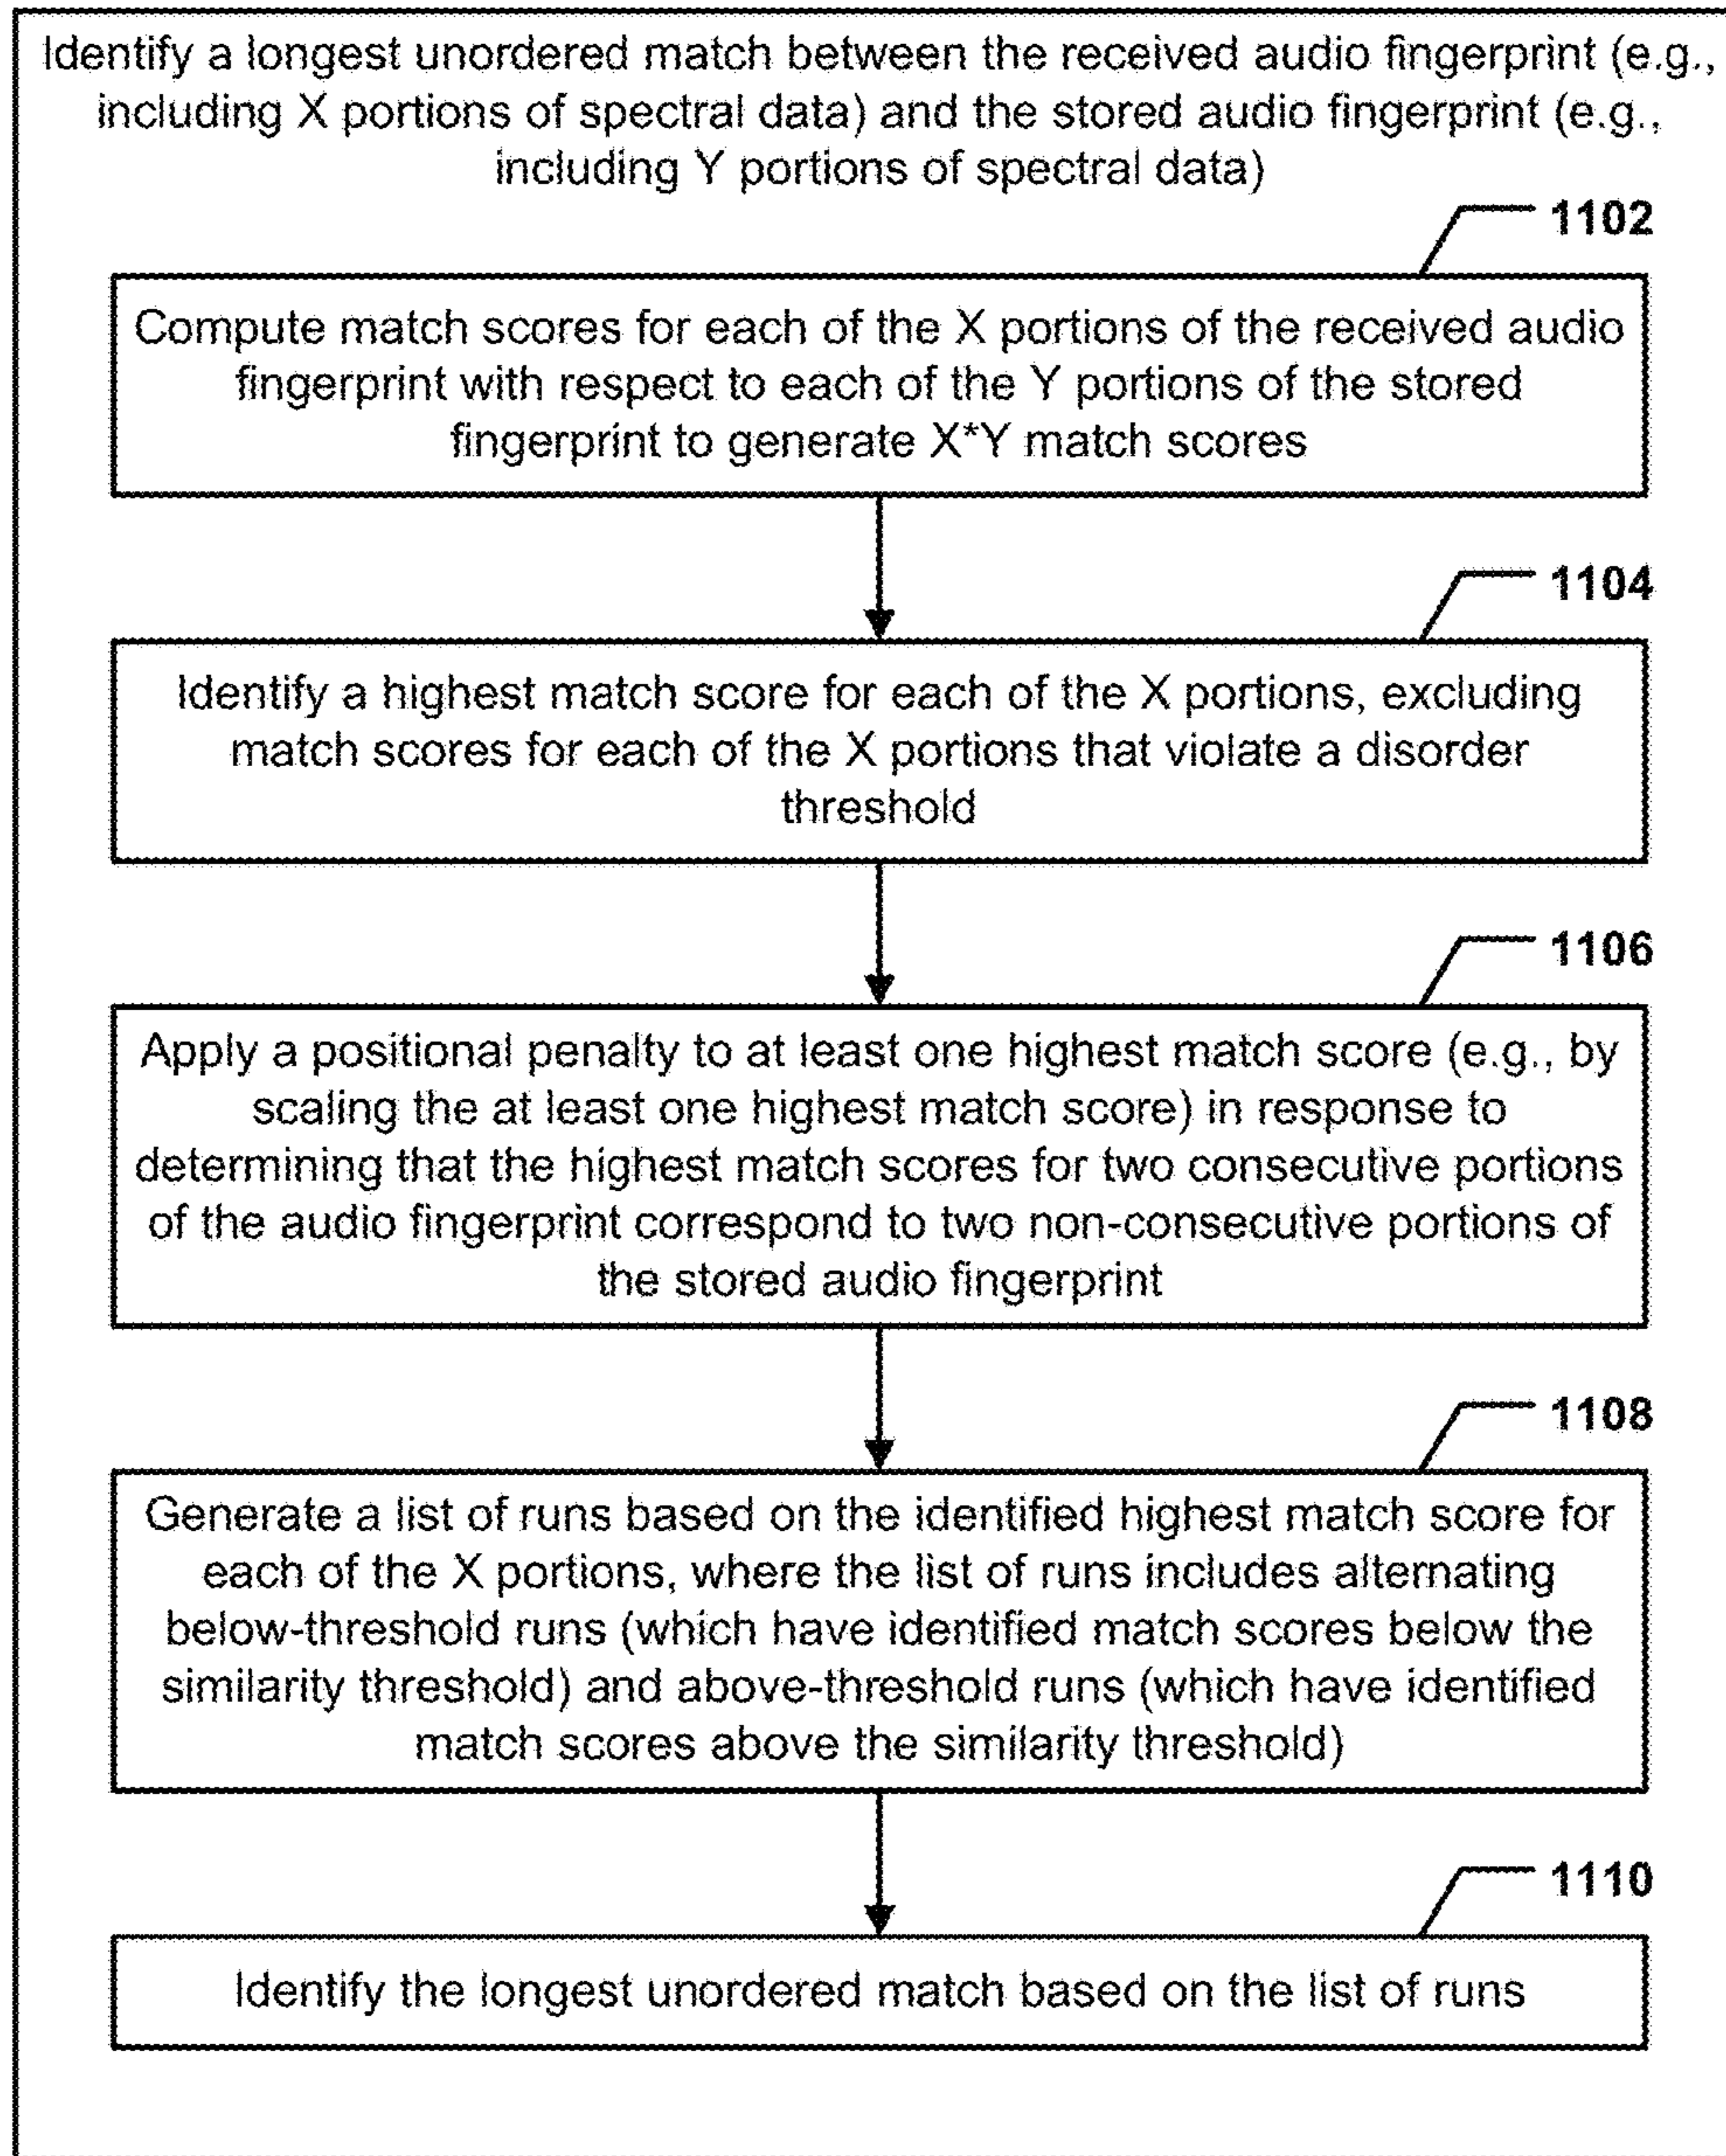 Identify a longest unordered match between the received audio fingerprint (e.g.,
including X portions of spectral data) and the stored audio fingerprint (e.g.,
including Y portions of spectral data)
1102
Compute match scores for each of the X portions of the received audio
fingerprint with respect to each of the Y portions of the stored
fingerprint to generate X*Y match scores
1104
Identify a highest match score for each of the X portions, excluding
match scores for each of the X portions that violate a disorder
threshold
1106
Apply a positional penalty to at least one highest match score (e.g., by
scaling the at least one highest match score) in response to
determining that the highest match scores for two consecutive portions
of the audio fingerprint correspond to two non-consecutive portions of
the stored audio fingerprint
1108
Generate a list of runs based on the identified highest match score for
each of the X portions, where the list of runs includes alternating
below-threshold runs (which have identified match scores below the
similarity threshold) and above-threshold runs (which have identified
match scores above the similarity threshold)
1110
Identify the longest unordered match based on the list of runs